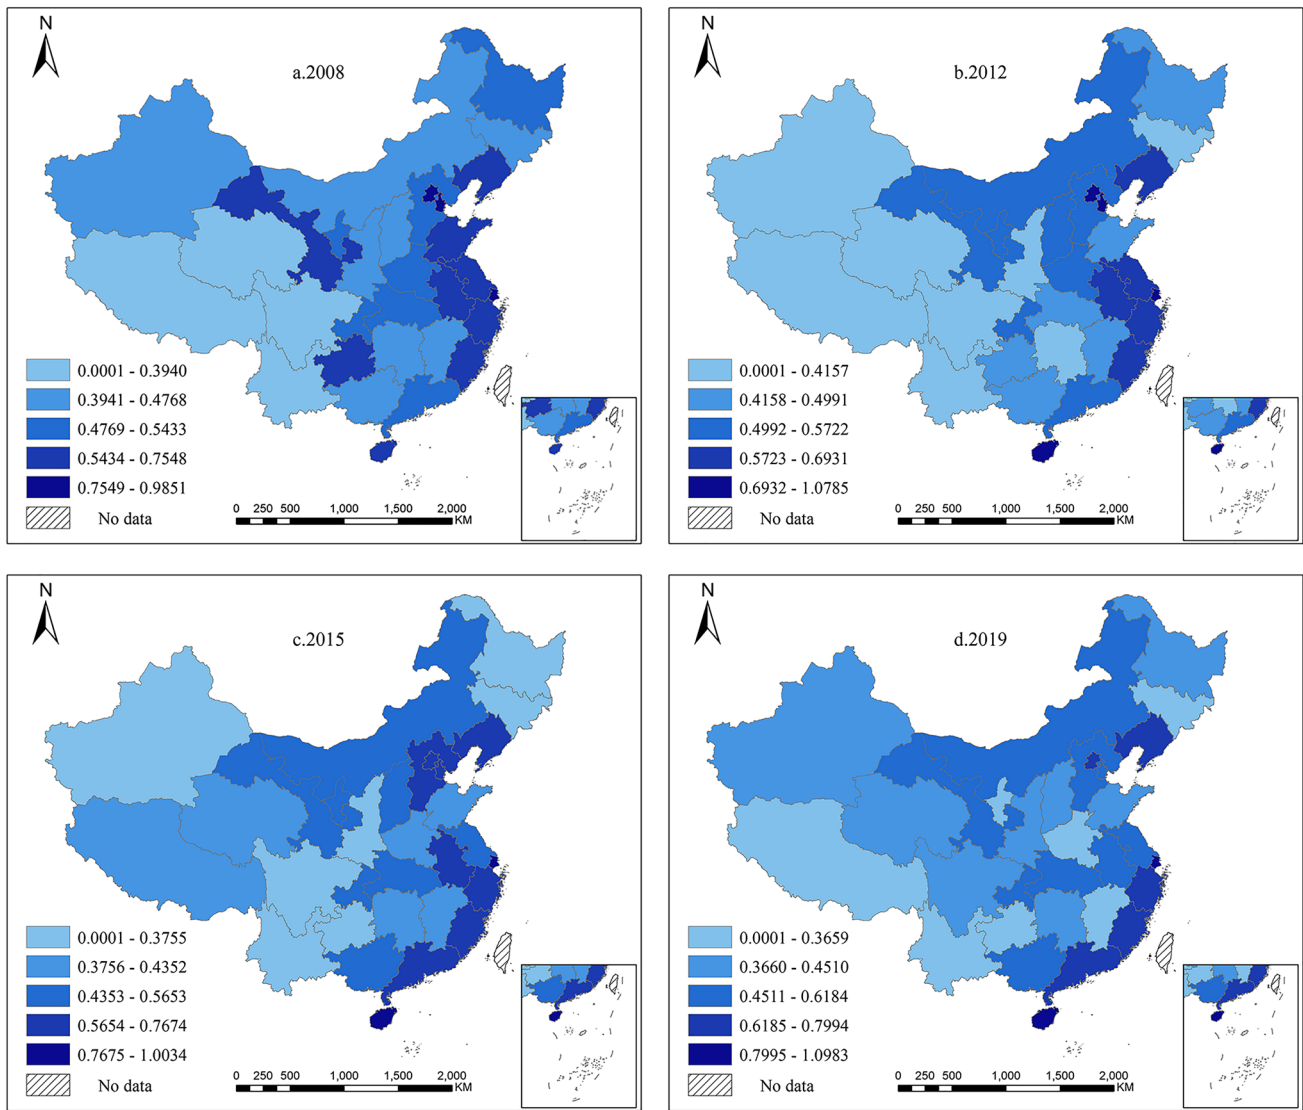 N
a.2008
0.0001 - 0.3940
0.3941 - 0.4768
0.4769 - 0.5433
0.5434 - 0.7548
0.7549 - 0.9851
No data
0 250 500 1,000 1,500 2,000
KM
N
b.2012
0.0001 - 0.4157
0.4158 - 0.4991
0.4992 - 0.5722
0.5723 - 0.6931
0.6932 - 1.0785
No data
0 250 500 1,000 1,500 2,000
KM
N
c.2015
0.0001 - 0.3755
0.3756 - 0.4352
0.4353 - 0.5653
0.5654 - 0.7674
0.7675 - 1.0034
No data
0 250 500 1,000 1,500 2,000
KM
N
d.2019
0.0001 - 0.3659
0.3660 - 0.4510
0.4511 - 0.6184
0.6185 - 0.7994
0.7995 - 1.0983
No data
0 250 500 1,000 1,500 2,000
KM